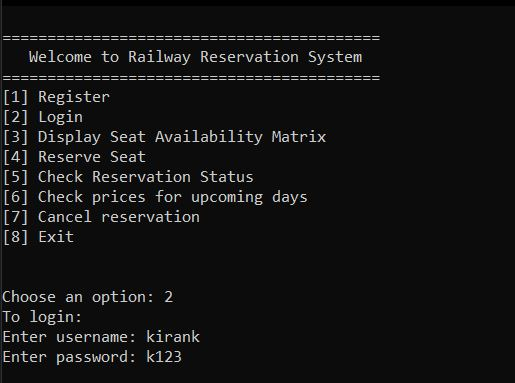 ==========================================
Welcome to Railway Reservation System
==========================================
[1] Register
[2] Login
[3] Display Seat Availability Matrix
[4] Reserve Seat
[5] Check Reservation Status
[6] Check prices for upcoming days
[7] Cancel reservation
[8] Exit
Choose an option: 2
To login:
Enter username: kirank
Enter password: k123